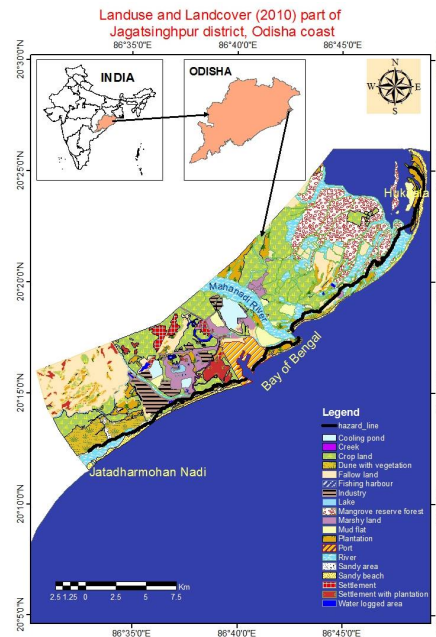 Landuse and Landcover (2010) part of
Jagatsinghpur district, Odisha coast
86°35'0"E 86°40'0"E 86°45'0"E
20°30'0"N
INDIA
ODISHA
N
W E
S
20°25'0"N
Hukitola
20°20'0"N
Mahanadi River
Bay of Bengal
20°15'0"N
Jatadharmohan Nadi
20°10'0"N
20°5'0"N
Legend
hazard_line
Cooling pond
Creek
Crop land
Dune with vegetation
Fallow land
Fishing harbour
Industry
Lake
Mangrove reserve forest
Marshy land
Mud flat
Plantation
Port
River
Sandy area
Sandy beach
Settlement
Settlement with plantation
Water logged area
Km
2.5 1.25 0 2.5 5 7.5
86°35'0"E 86°40'0"E 86°45'0"E